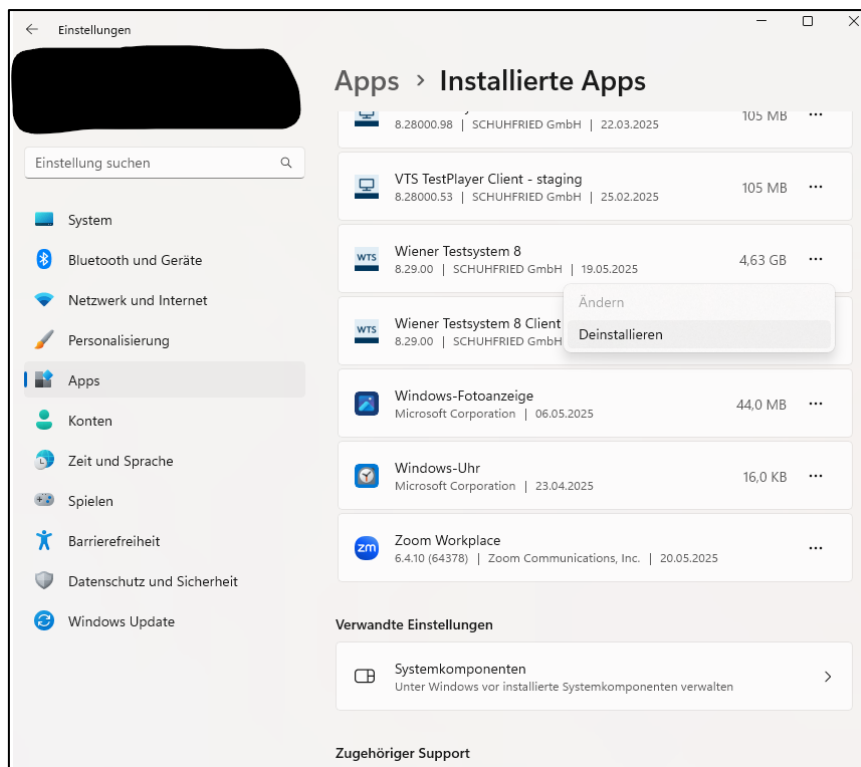 Einstellungen
Apps > Installierte Apps
8.28000.98 | SCHUHFRIED GmbH | 22.03.2025
105 MB
Einstellung suchen
VTS TestPlayer Client - staging
8.28000.53 | SCHUHFRIED GmbH | 25.02.2025
105 MB
System
Bluetooth und Geräte
Netzwerk und Internet
Personalisierung
Apps
Konten
Zeit und Sprache
Spielen
Barrierefreiheit
Datenschutz und Sicherheit
Windows Update
WTS
Wiener Testsystem 8
8.29.00 | SCHUHFRIED GmbH | 19.05.2025
4,63 GB
Ändern
Deinstallieren
WTS
Wiener Testsystem 8 Client
8.29.00 | SCHUHFRIED GmbH
Windows-Fotoanzeige
Microsoft Corporation | 06.05.2025
44,0 MB
Windows-Uhr
Microsoft Corporation | 23.04.2025
16,0 KB
zm
Zoom Workplace
6.4.10 (64378) | Zoom Communications, Inc. | 20.05.2025
Verwandte Einstellungen
Systemkomponenten
Unter Windows vor installierte Systemkomponenten verwalten
Zugehöriger Support